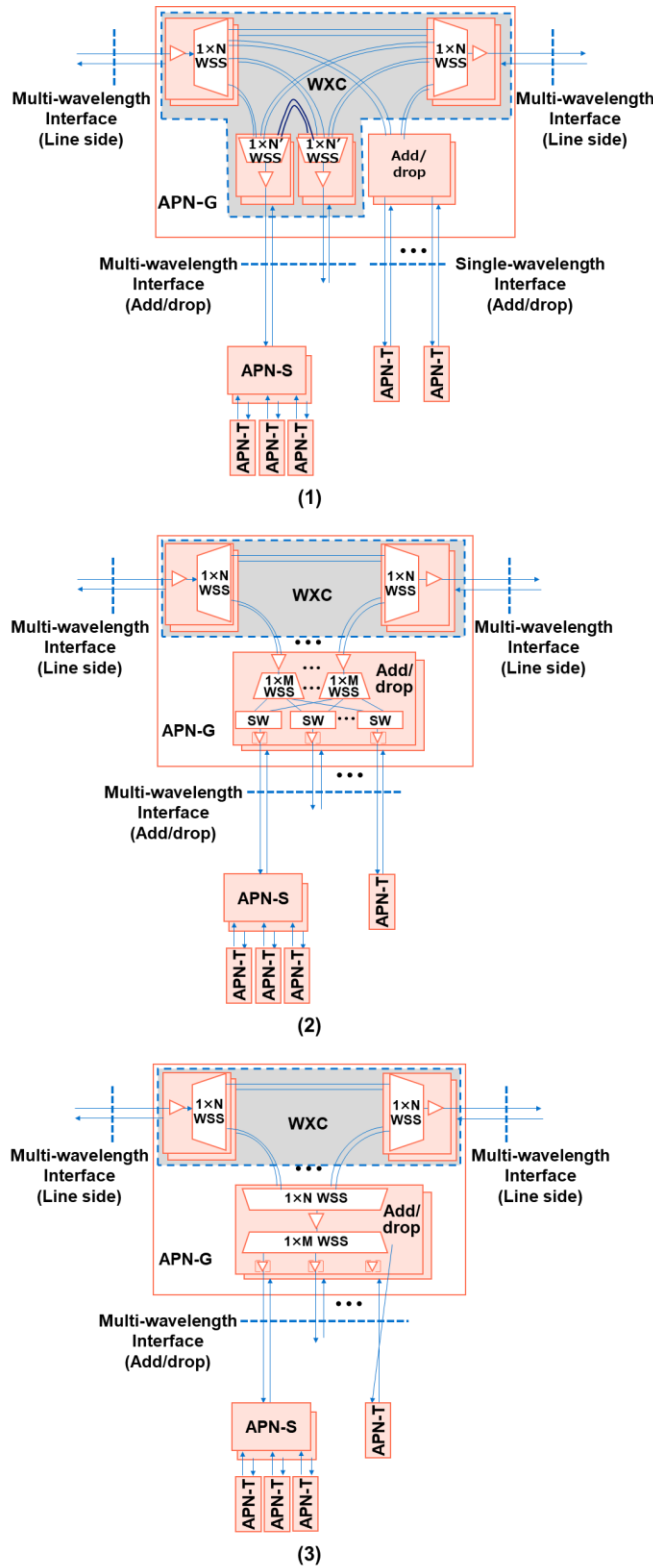 1×N
WSS
1×N
WSS
WXC
Multi-wavelength
Interface
(Line side)
Multi-wavelength
Interface
(Line side)
1×N'
WSS
1×N'
WSS
Add/
drop
APN-G
•••
Multi-wavelength
Interface
(Add/drop)
Single-wavelength
Interface
(Add/drop)
APN-S
APN-T
APN-T
APN-T
APN-T
APN-T
(1)
1×N
WSS
1×N
WSS
WXC
Multi-wavelength
Interface
(Line side)
Multi-wavelength
Interface
(Line side)
•••
•••
Add/
drop
1×M
WSS
•••
1×M
WSS
SW
SW
•••
SW
APN-G
•••
Multi-wavelength
Interface
(Add/drop)
APN-S
APN-T
APN-T
APN-T
APN-T
(2)
1×N
WSS
1×N
WSS
WXC
Multi-wavelength
Interface
(Line side)
Multi-wavelength
Interface
(Line side)
•••
1×N WSS
Add/
drop
1×M WSS
APN-G
•••
Multi-wavelength
Interface
(Add/drop)
APN-S
APN-T
APN-T
APN-T
APN-T
(3)